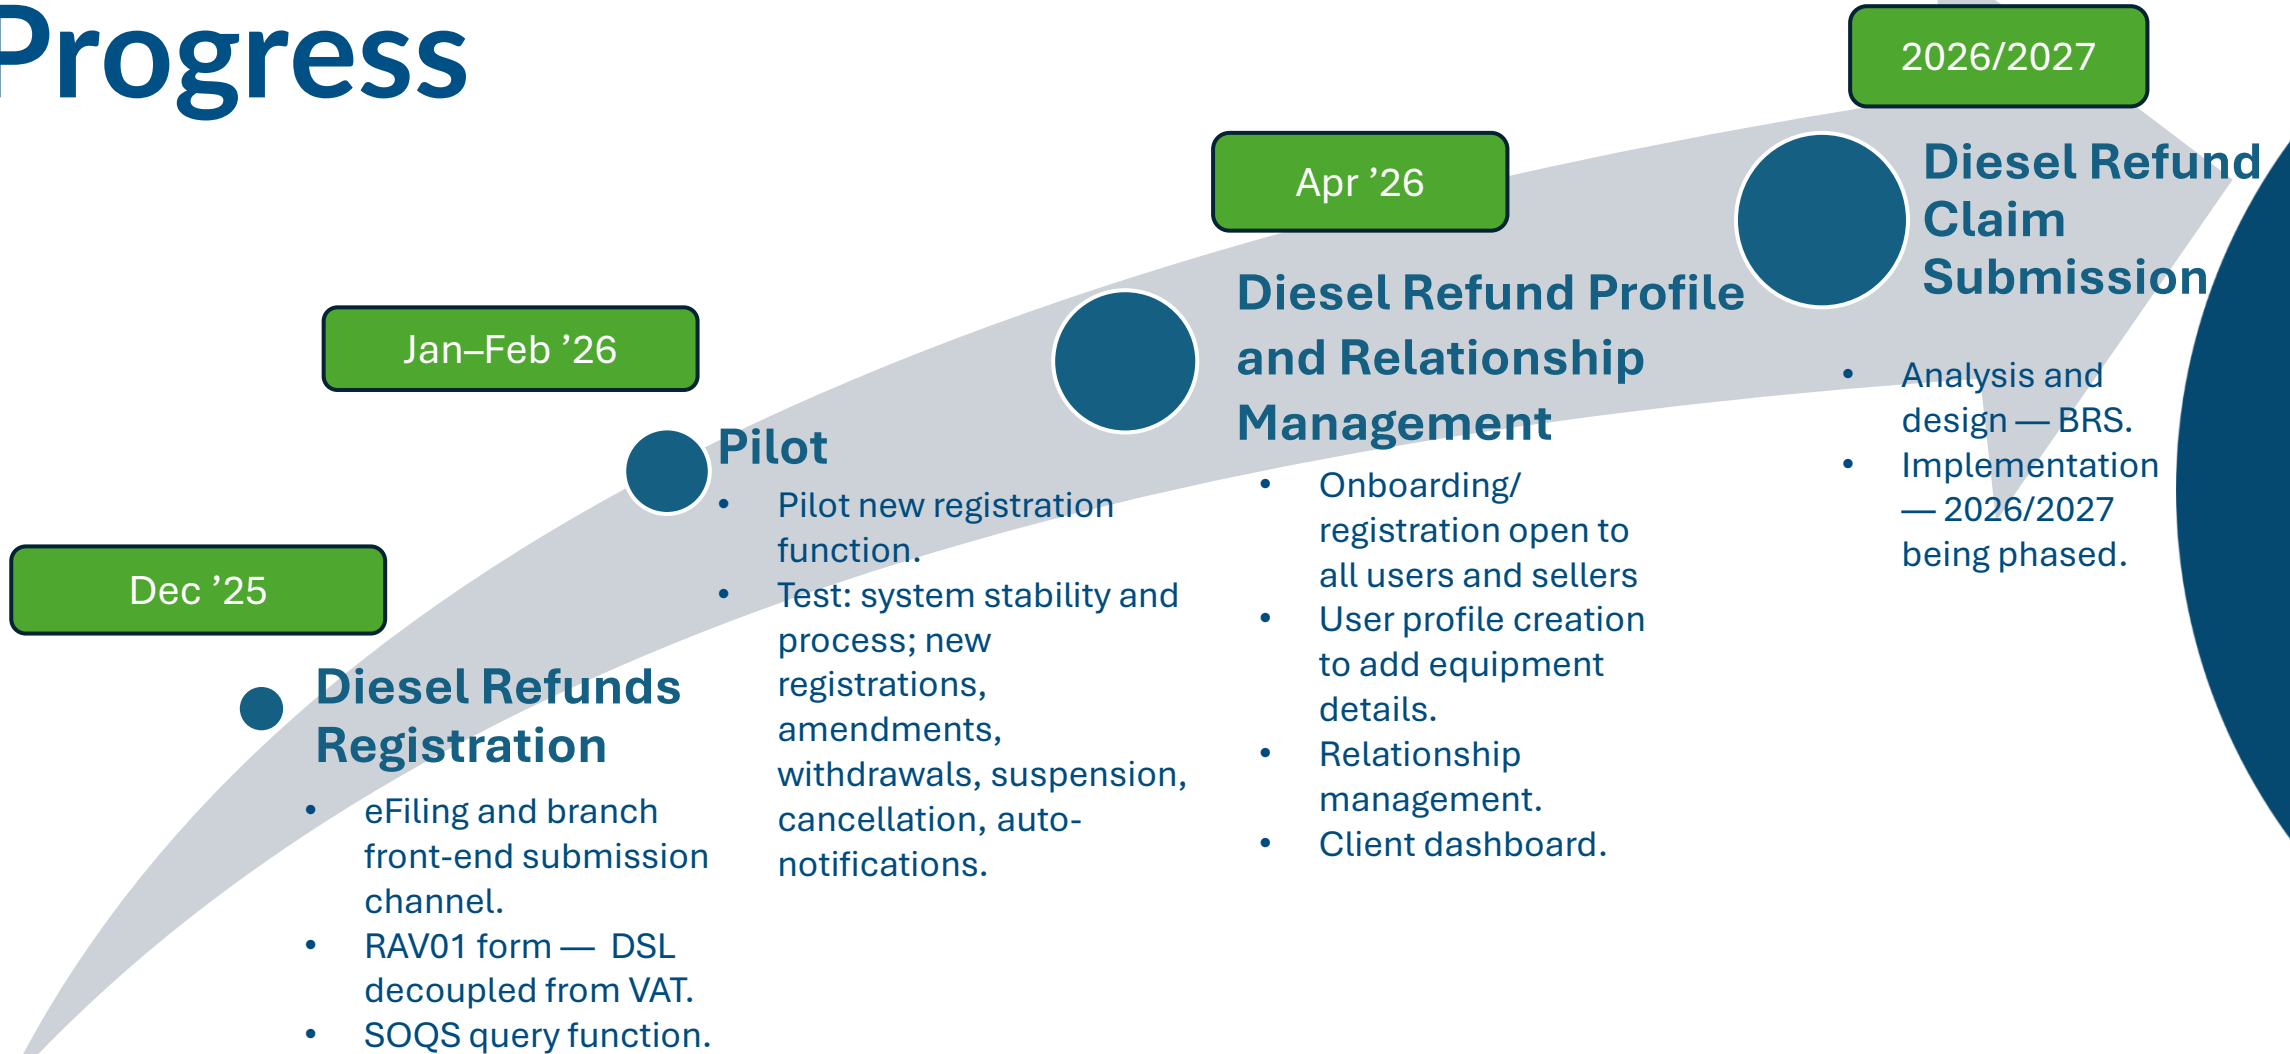 Progress
Dec ’25
Diesel Refunds
Registration
• eFiling and branch
front-end submission
channel.
• RAV01 form — DSL
decoupled from VAT.
• SOQS query function.
Jan–Feb ’26
Pilot
• Pilot new registration
function.
• Test: system stability and
process; new
registrations,
amendments,
withdrawals, suspension,
cancellation, auto-
notifications.
Apr ’26
Diesel Refund Profile
and Relationship
Management
• Onboarding/
registration open to
all users and sellers
• User profile creation
to add equipment
details.
• Relationship
management.
• Client dashboard.
2026/2027
Diesel Refund
Claim
Submission
• Analysis and
design — BRS.
• Implementation
— 2026/2027
being phased.